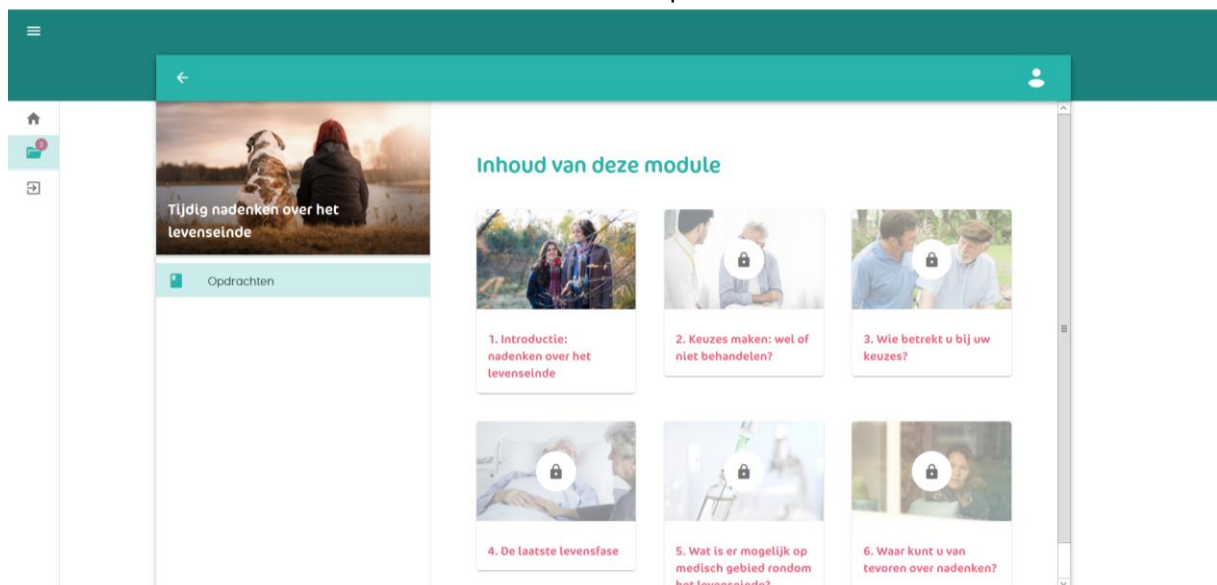 Tijdig nadenken over het
levenseinde
Opdrachten
Inhoud van deze module
1. Introductie:
nadenken over het
levenseinde
2. Keuzes maken: wel of
niet behandelen?
3. Wie betrekt u bij uw
keuzes?
4. De laatste levensfase
5. Wat is er mogelijk op
medisch gebied rondom
het levenseinde?
6. Waar kunt u van
tevoren over nadenken?